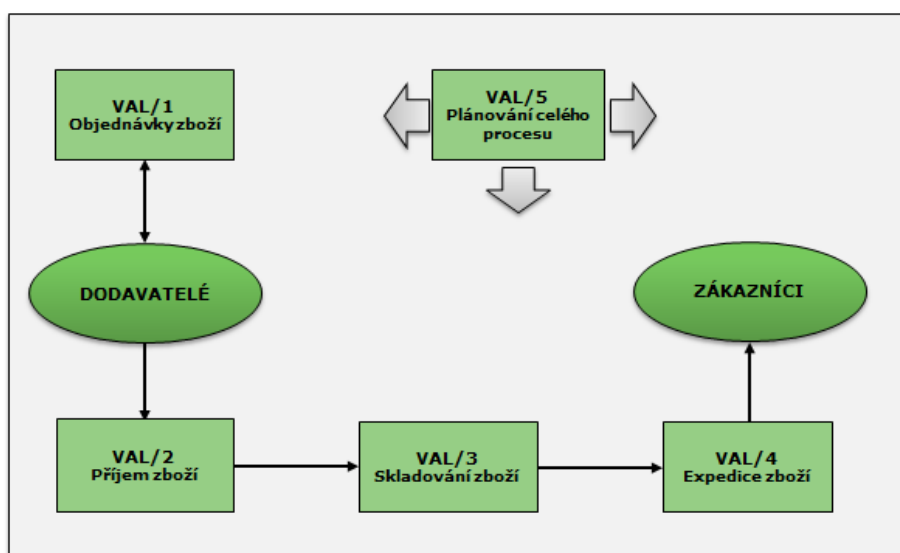 VAL/1
Objednávky zboží
VAL/5
Plánování celého
procesu
DODAVATELÉ
ZÁKAZNÍCI
VAL/2
Příjem zboží
VAL/3
Skladování zboží
VAL/4
Expedice zboží